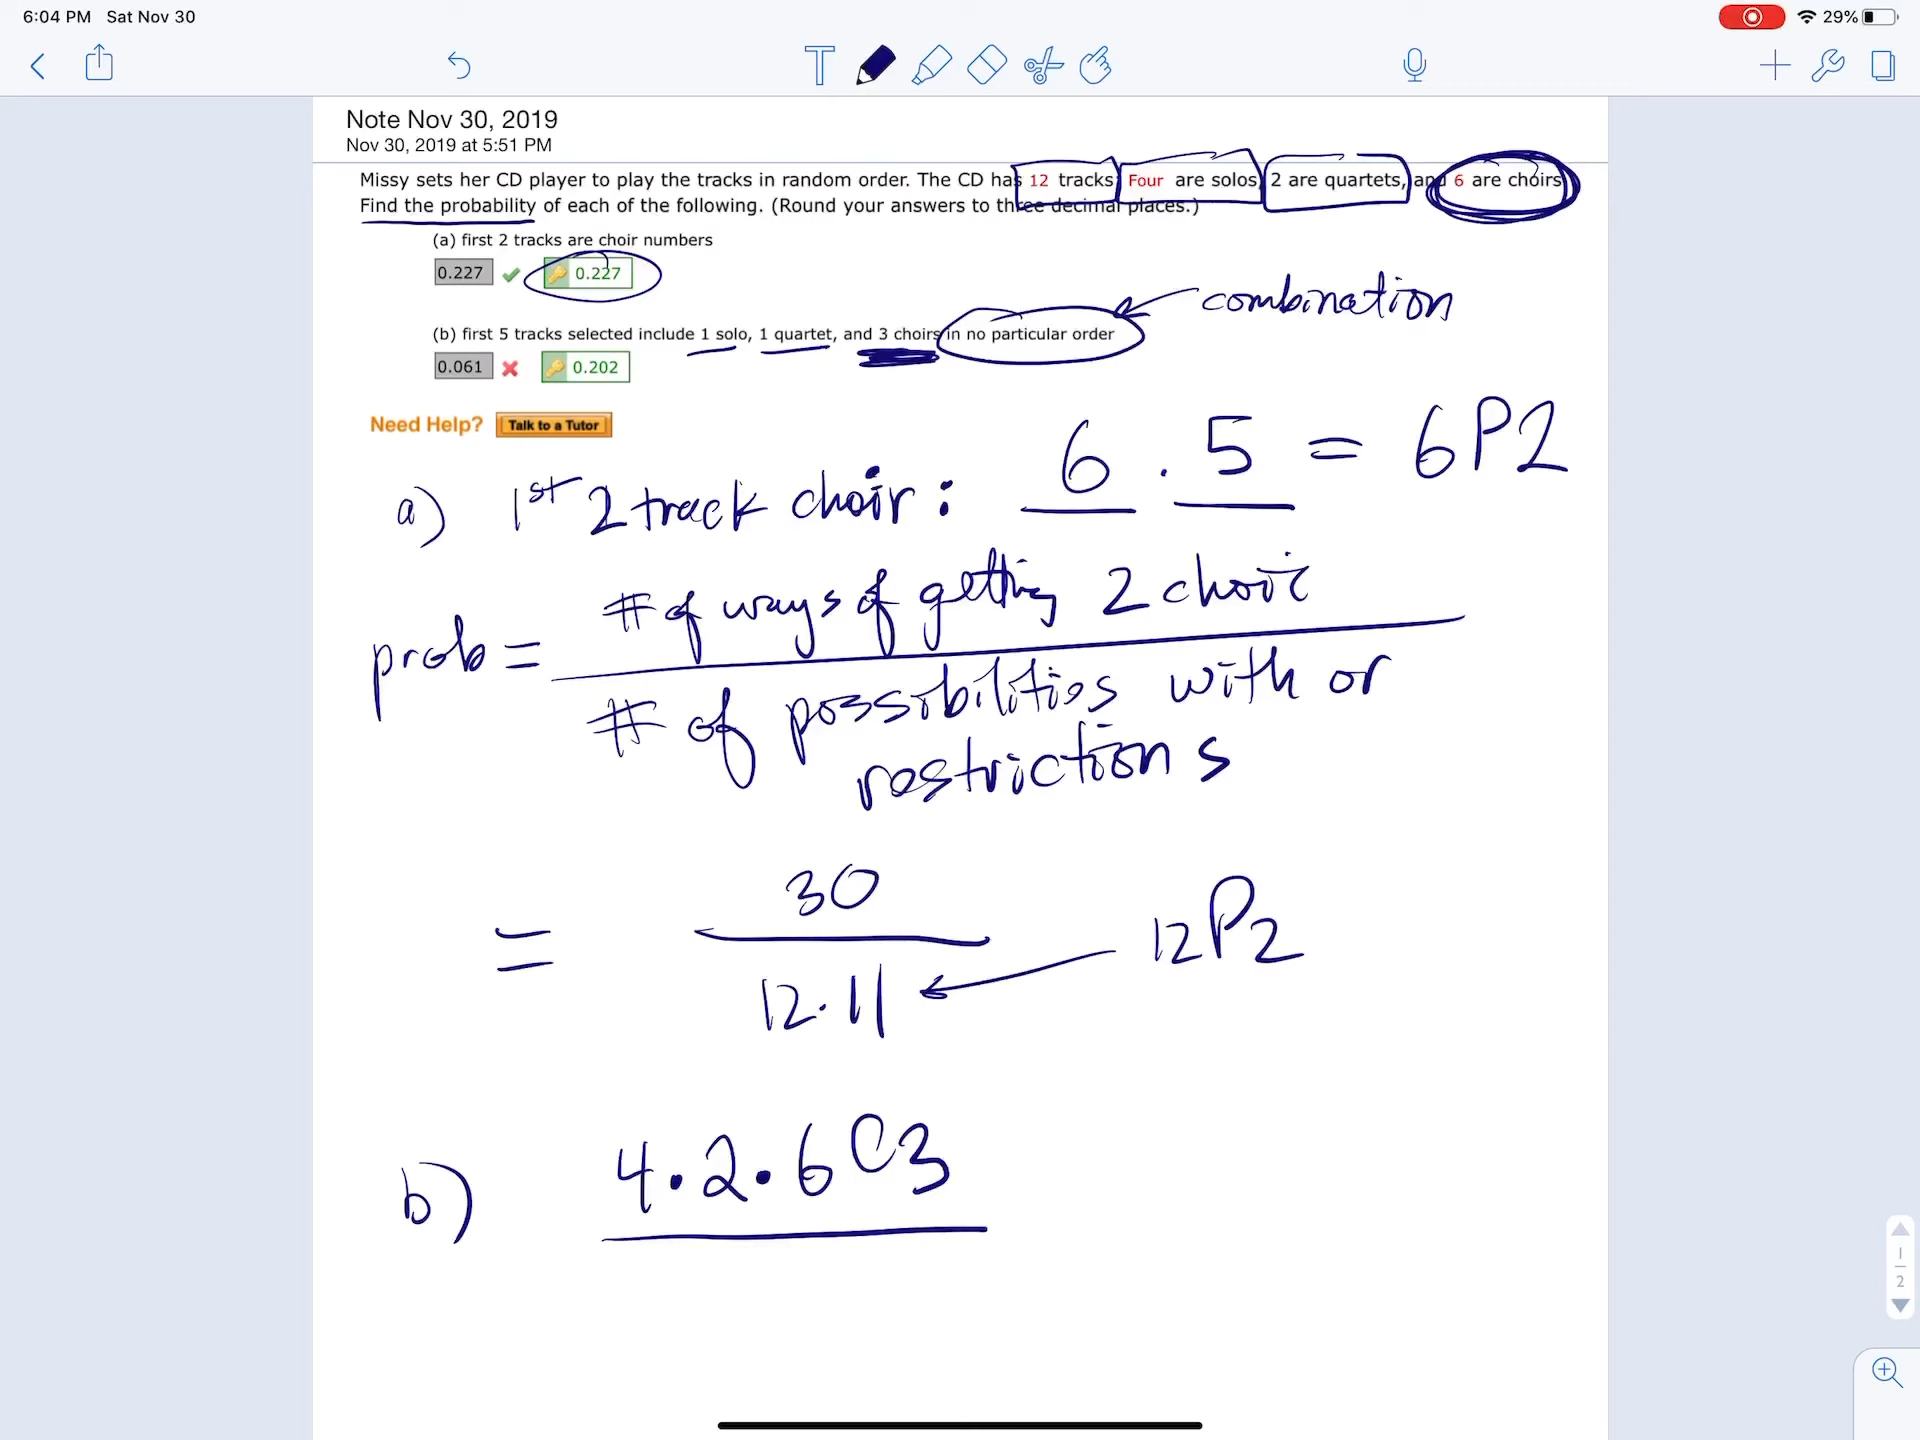 6:04 PM Sat Nov 30
29%
Note Nov 30, 2019
Nov 30, 2019 at 5:51 PM
Missy sets her CD player to play the tracks in random order. The CD has 12 tracks: Four are solos, 2 are quartets, and 6 are choirs.
Find the probability of each of the following. (Round your answers to three decimal places.)
(a) first 2 tracks are choir numbers
0.227 0.227
combination
(b) first 5 tracks selected include 1 solo, 1 quartet, and 3 choirs in no particular order
0.061 0.202
Need Help? Talk to a Tutor
a) 1st 2 track choir: 6 . 5 = 6P2
# of ways of getting 2 choir
prob =
# of possibilities with or
restrictions
30
= 12P2
12.11
4.2.6C3
b)
1
2